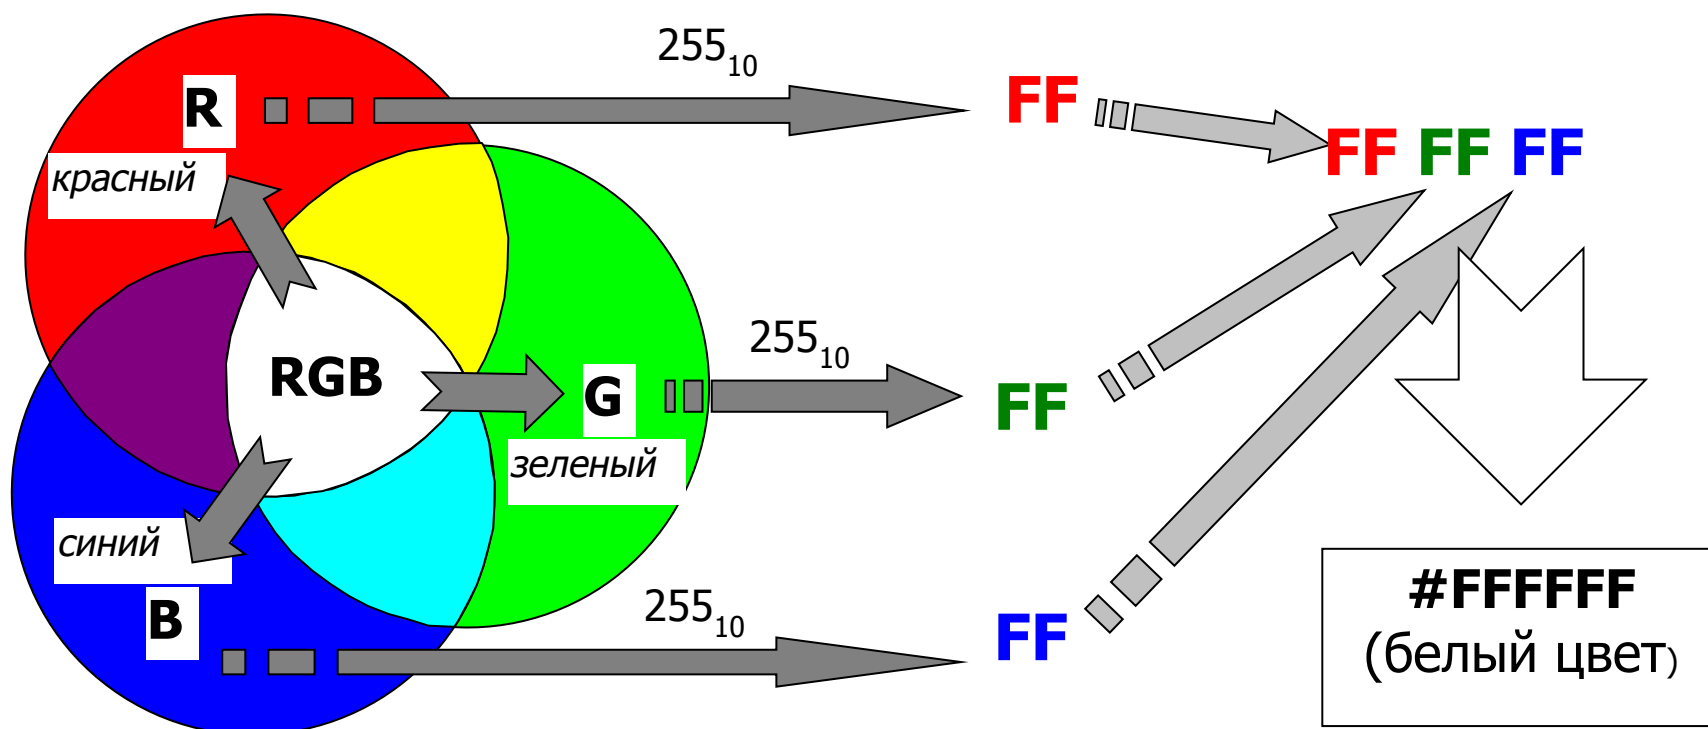 R
красный
RGB
G
зеленый
синий
B
255₁₀
FF
255₁₀
FF
255₁₀
FF
FF FF FF
#FFFFFF
(белый цвет)